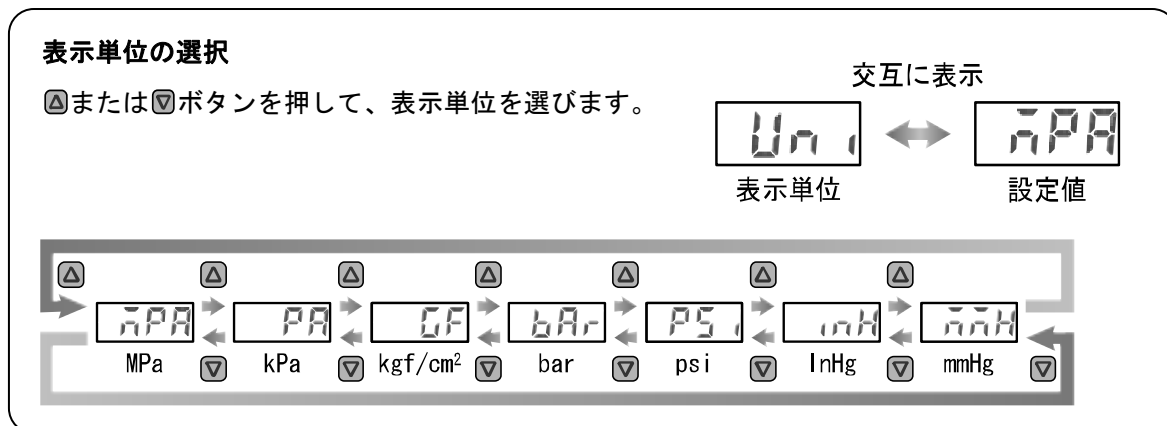 表示単位の選択
△または▽ボタンを押して、表示単位を選びます。
交互に表示
Uni
MPA
表示単位
設定値
△ △ △ △ △ △ △
MPA PA GF bAr PSi inH mmH
MPa ▽ kPa ▽ kgf/cm² ▽ bar ▽ psi ▽ InHg ▽ mmHg ▽